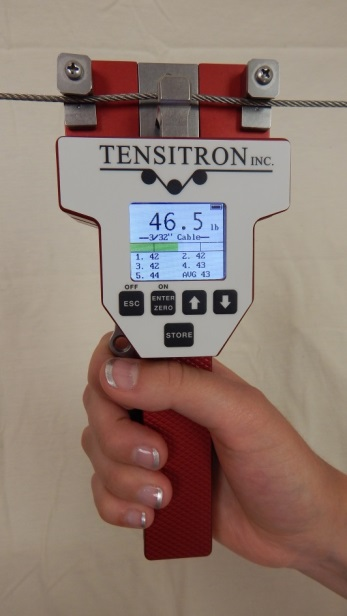 TENSITRON INC.
46.5 lb
3/32" Cable
1. 42 2. 42
3. 42 4. 43
5. 44 AVG 43
OFF ON
ESC ENTER ZERO
STORE